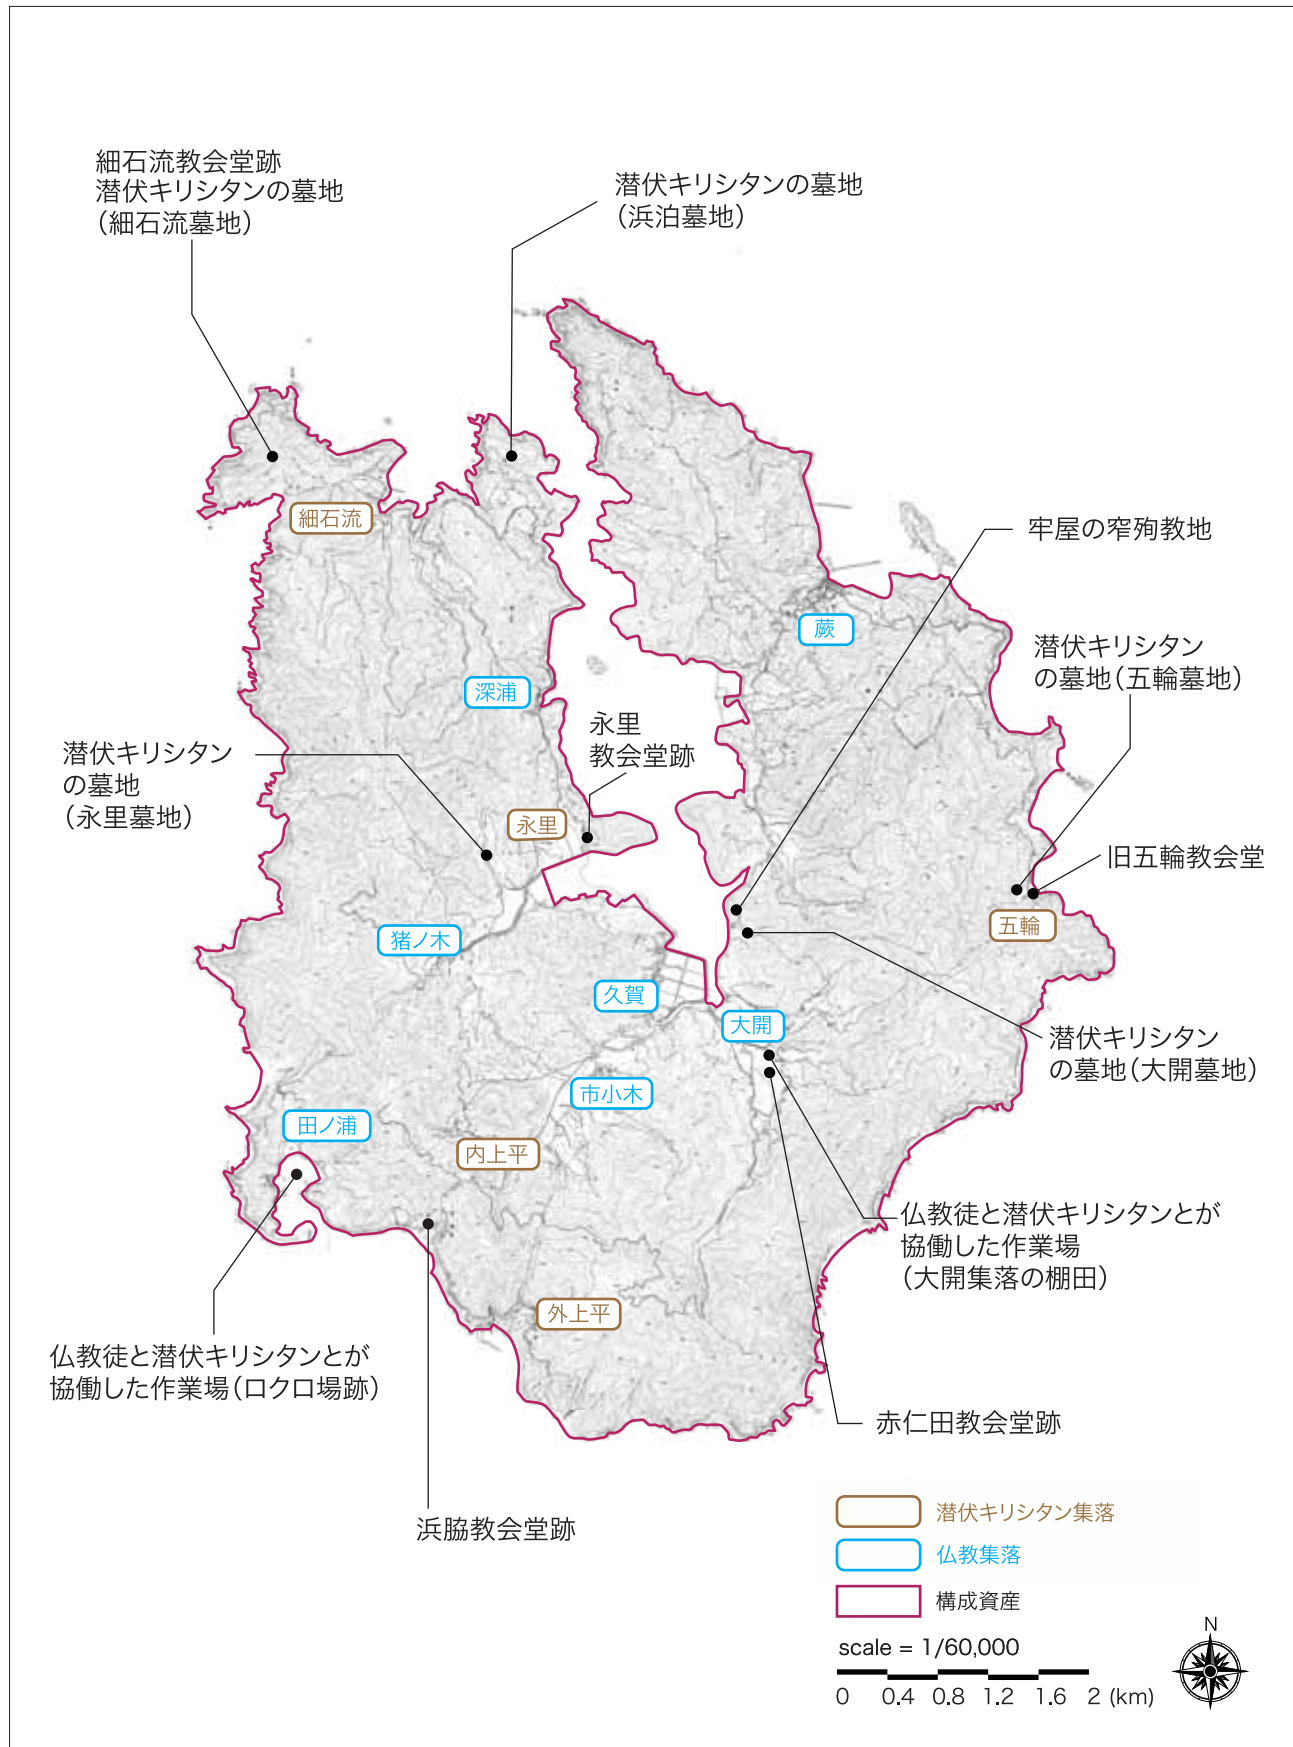 細石流教会堂跡
潜伏キリシタンの墓地
（細石流墓地）
潜伏キリシタンの墓地
（浜泊墓地）
細石流
牢屋の窄殉教地
蕨
潜伏キリシタン
の墓地（五輪墓地）
深浦
永里
教会堂跡
潜伏キリシタン
の墓地
（永里墓地）
永里
旧五輪教会堂
五輪
猪ノ木
久賀
大開
潜伏キリシタン
の墓地（大開墓地）
市小木
田ノ浦
内上平
仏教徒と潜伏キリシタンとが
協働した作業場
（大開集落の棚田）
外上平
仏教徒と潜伏キリシタンとが
協働した作業場（ロクロ場跡）
赤仁田教会堂跡
浜脇教会堂跡
潜伏キリシタン集落
仏教集落
構成資産
scale = 1/60,000
0 0.4 0.8 1.2 1.6 2 (km)
N